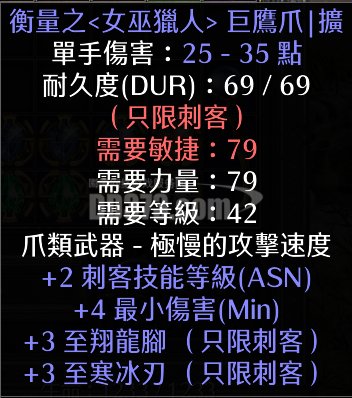 衡量之<女巫獵人> 巨鷹爪|擴
單手傷害：25 - 35 點
耐久度(DUR)：69 / 69
（只限刺客）
需要敏捷：79
需要力量：79
需要等級：42
爪類武器 - 極慢的攻擊速度
+2 刺客技能等級(ASN)
+4 最小傷害(Min)
+3 至翔龍腳 （只限刺客）
+3 至寒冰刃 （只限刺客）